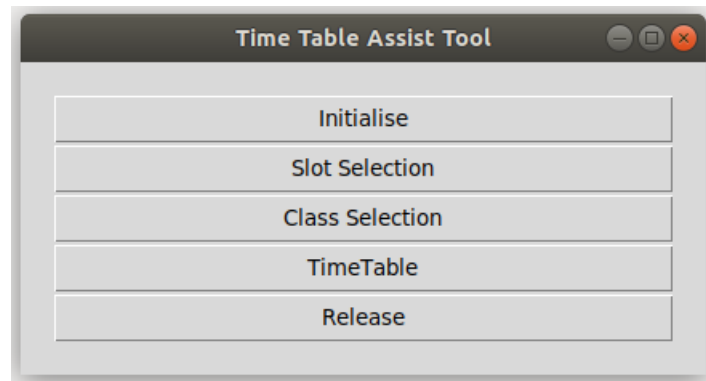 Time Table Assist Tool
Initialise
Slot Selection
Class Selection
TimeTable
Release